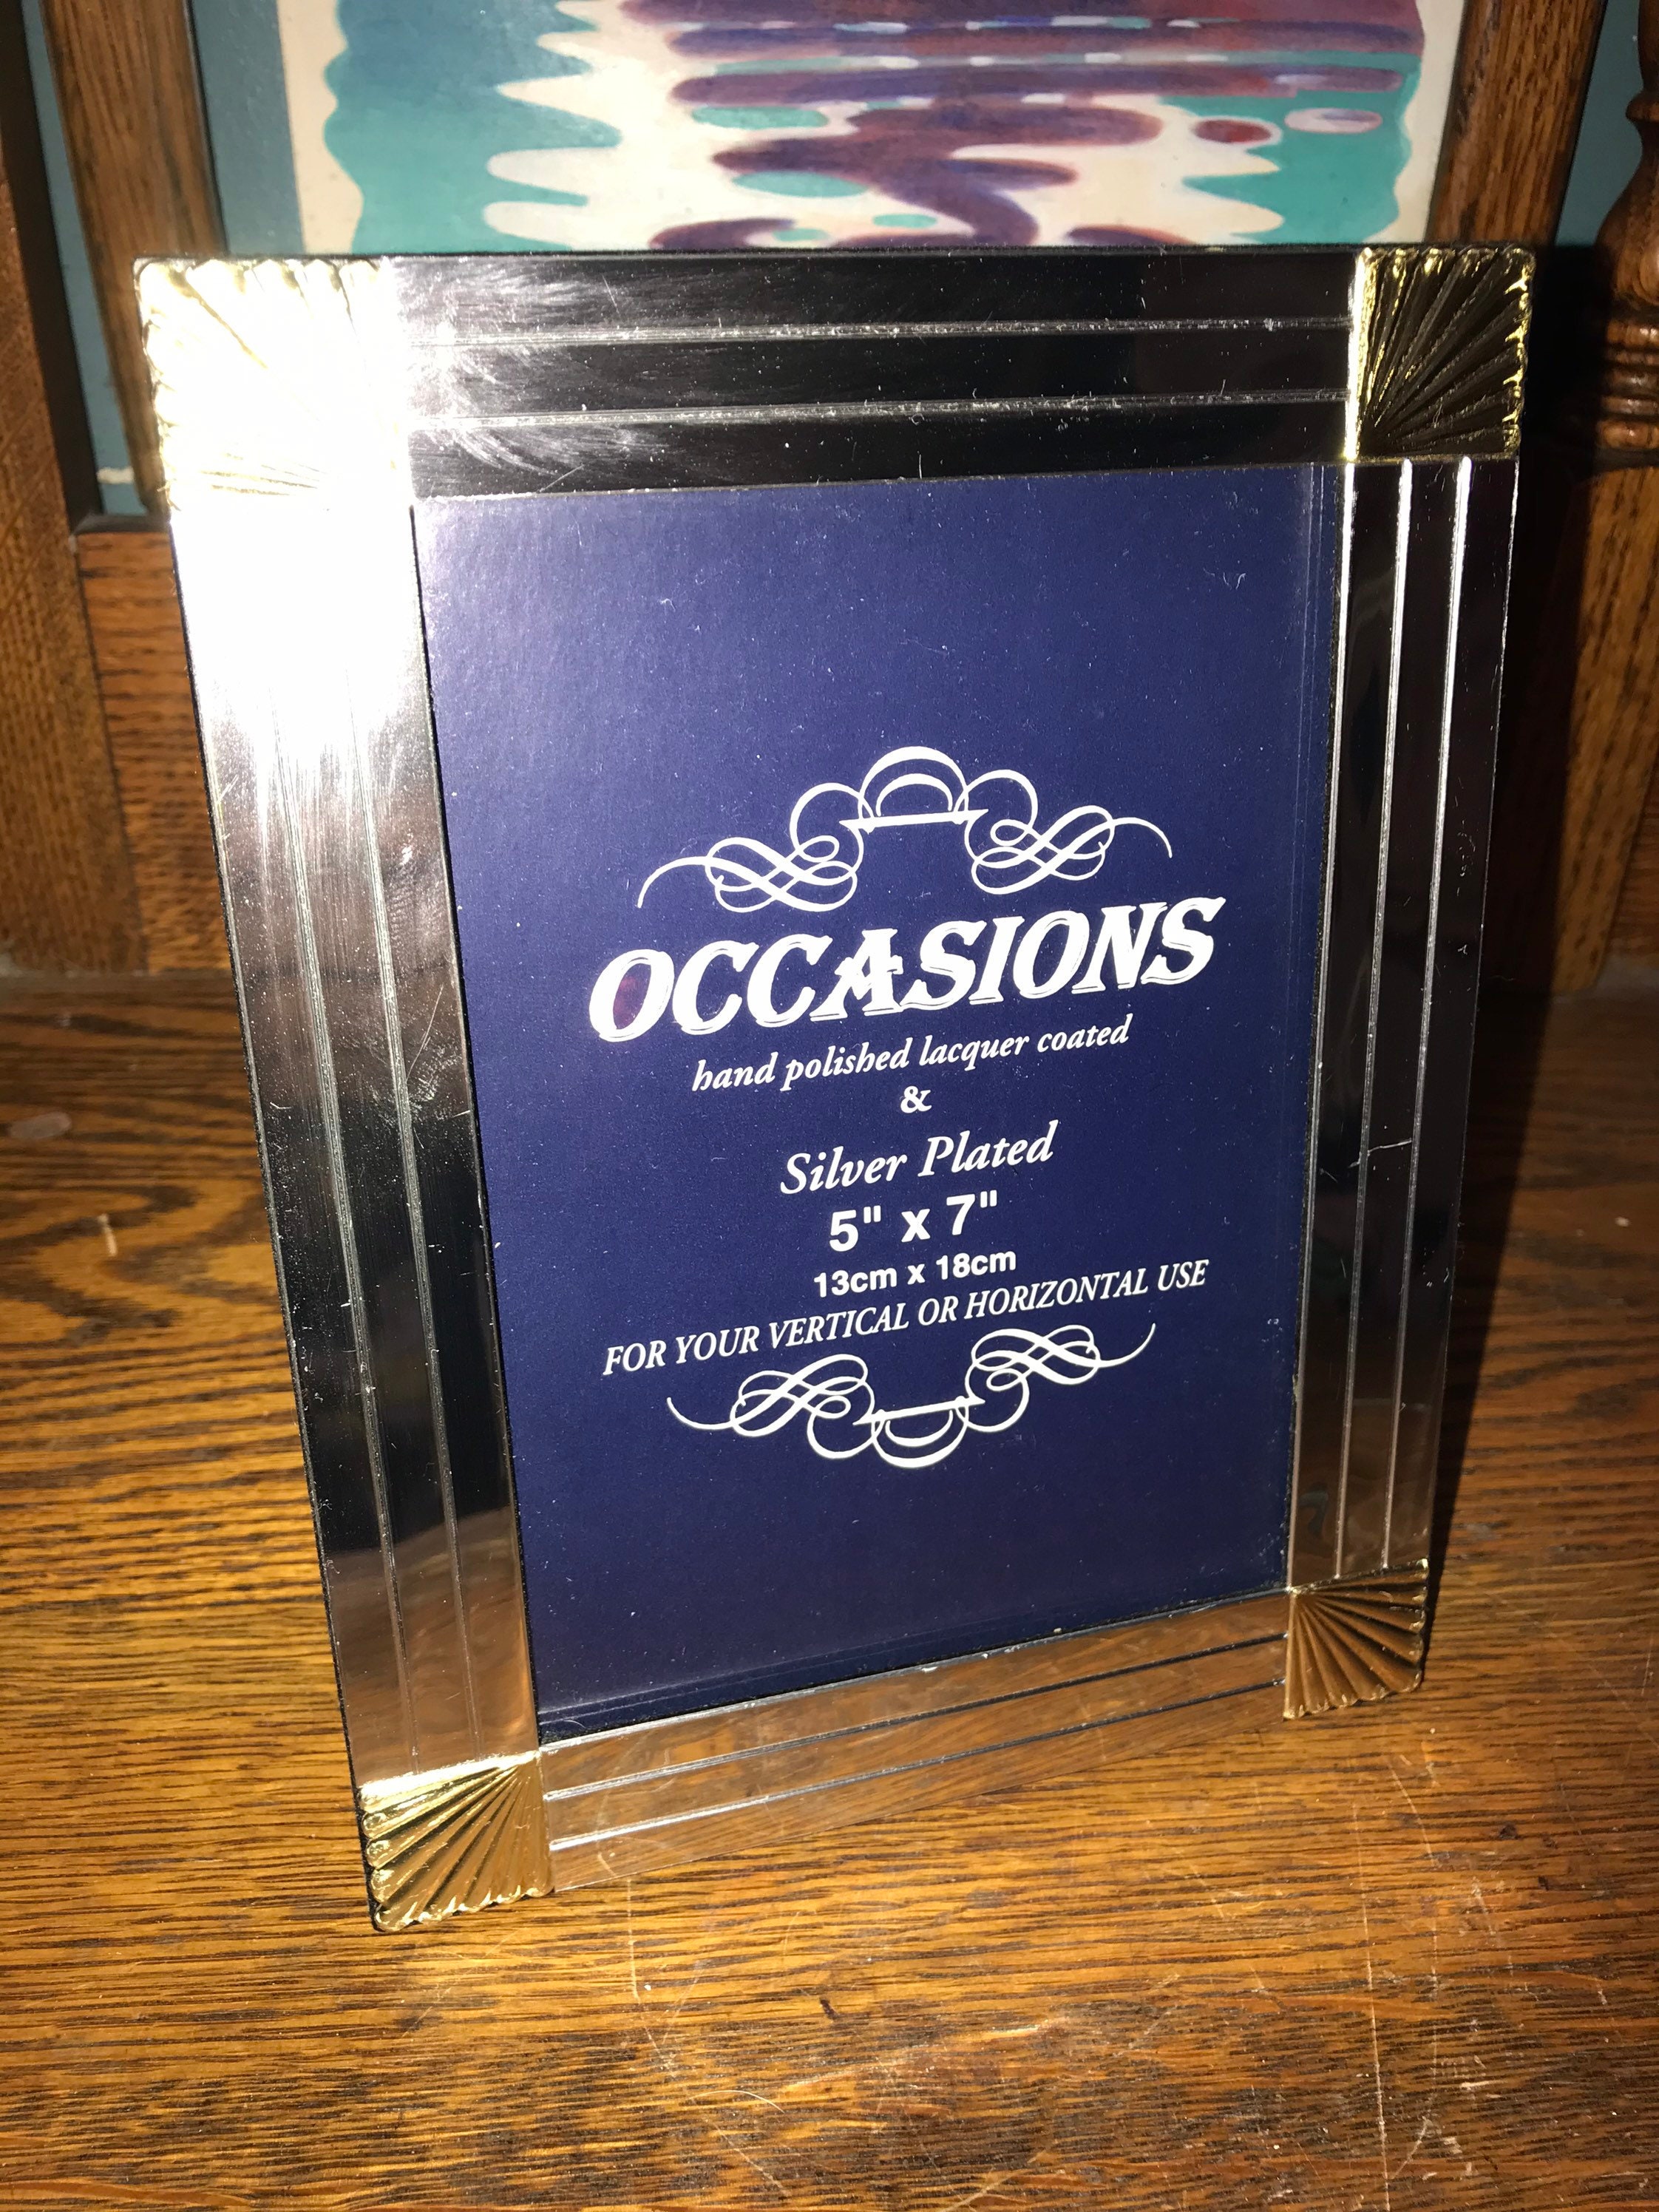 OCCASIONS
hand polished lacquer coated
&
Silver Plated
5" x 7"
13cm x 18cm
FOR YOUR VERTICAL OR HORIZONTAL USE